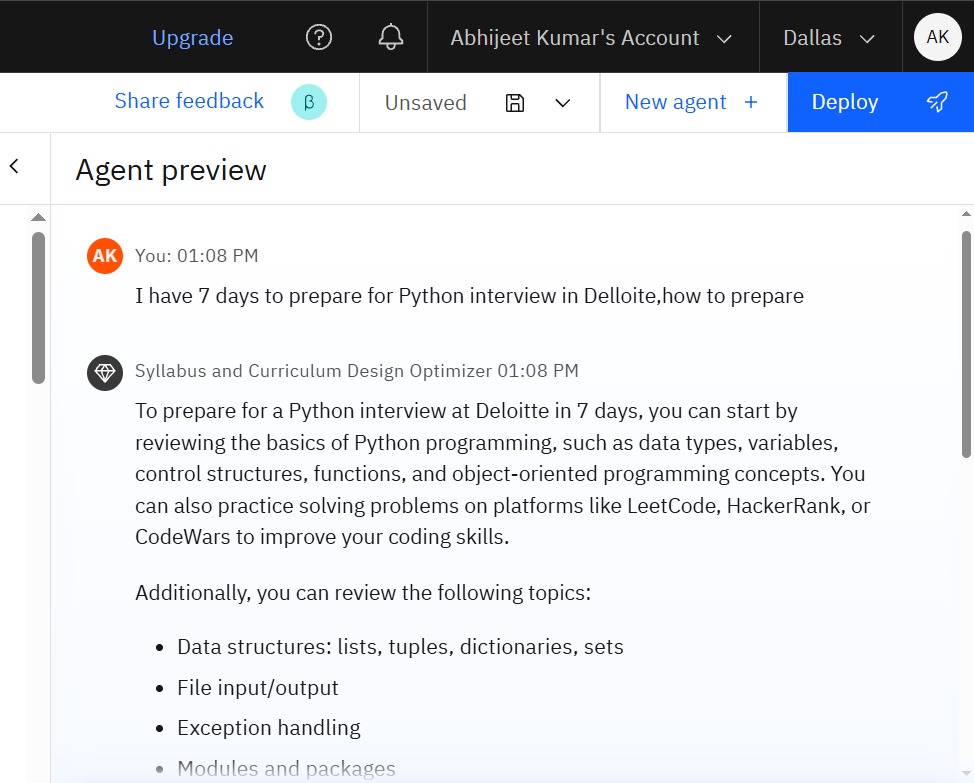 Upgrade
Abhijeet Kumar's Account
Dallas
AK
Share feedback
β
Unsaved
New agent +
Deploy
Agent preview
AK
You: 01:08 PM
I have 7 days to prepare for Python interview in Delloite,how to prepare
Syllabus and Curriculum Design Optimizer 01:08 PM
To prepare for a Python interview at Deloitte in 7 days, you can start by
reviewing the basics of Python programming, such as data types, variables,
control structures, functions, and object-oriented programming concepts. You
can also practice solving problems on platforms like LeetCode, HackerRank, or
CodeWars to improve your coding skills.
Additionally, you can review the following topics:
• Data structures: lists, tuples, dictionaries, sets
• File input/output
• Exception handling
• Modules and packages